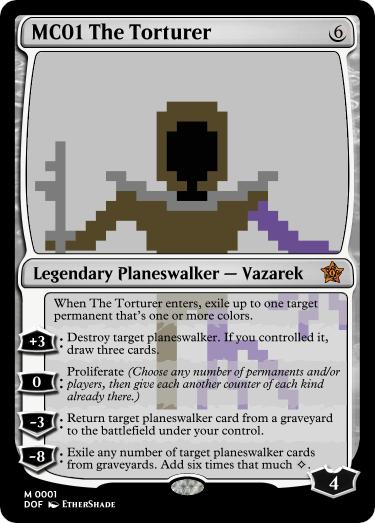 MC01 The Torturer 6
Legendary Planeswalker — Vazarek
When The Torturer enters, exile up to one target
permanent that's one or more colors.
+3 : Destroy target planeswalker. If you controlled it,
draw three cards.
0 : Proliferate (Choose any number of permanents and/or
players, then give each another counter of each kind
already there.)
-3 : Return target planeswalker card from a graveyard
to the battlefield under your control.
-8 : Exile any number of target planeswalker cards
from graveyards. Add six times that much .
4
M 0001
DOF EtherShade